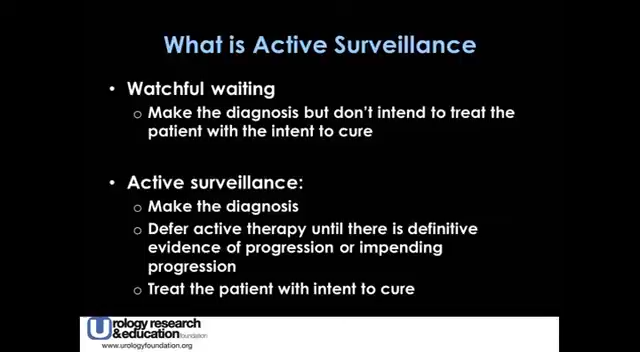 What is Active Surveillance
• Watchful waiting
o Make the diagnosis but don't intend to treat the
patient with the intent to cure
• Active surveillance:
o Make the diagnosis
o Defer active therapy until there is definitive
evidence of progression or impending
progression
o Treat the patient with intent to cure
Urology research
&education foundation
www.urologyfoundation.org